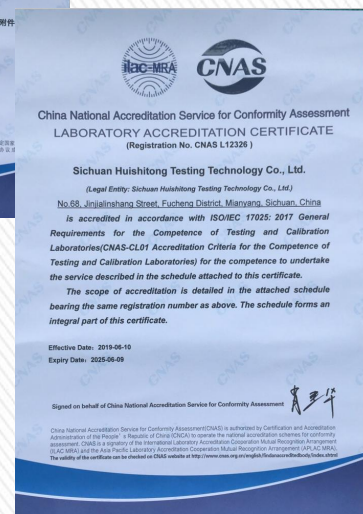 附件
ilac-MRA
CNAS
China National Accreditation Service for Conformity Assessment
LABORATORY ACCREDITATION CERTIFICATE
(Registration No. CNAS L12326 )
Sichuan Huishitong Testing Technology Co., Ltd.
(Legal Entity: Sichuan Huishitong Testing Technology Co., Ltd.)
No.68, Jinjialinshang Street, Fucheng District, Mianyang, Sichuan, China
is accredited in accordance with ISO/IEC 17025: 2017 General
Requirements for the Competence of Testing and Calibration
Laboratories(CNAS-CL01 Accreditation Criteria for the Competence of
Testing and Calibration Laboratories) for the competence to undertake
the service described in the schedule attached to this certificate.
The scope of accreditation is detailed in the attached schedule
bearing the same registration number as above. The schedule forms an
integral part of this certificate.
Effective Date: 2019-06-10
Expiry Date: 2025-06-09
Signed on behalf of China National Accreditation Service for Conformity Assessment
China National Accreditation Service for Conformity Assessment(CNAS) is authorized by Certification and Accreditation
Administration of the People's Republic of China (CNCA) to operate the national accreditation schemes for conformity
assessment. CNAS is a signatory of the International Laboratory Accreditation Cooperation Mutual Recognition Arrangement
(ILAC MRA) and the Asia Pacific Laboratory Accreditation Cooperation Mutual Recognition Arrangement (APLAC MRA).
The validity of the certificate can be checked on CNAS website at http://www.cnas.org.cn/english/findanaccreditedbody/index.shtml